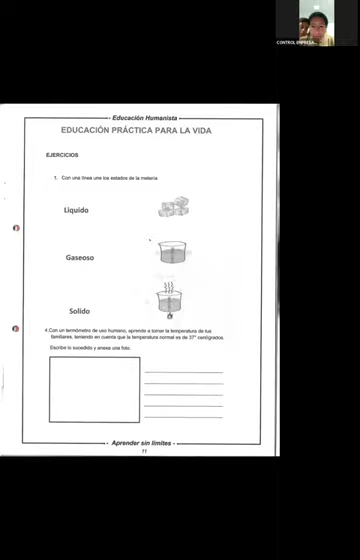 CONTROL EMPRESA...
Educación Humanista
EDUCACIÓN PRÁCTICA PARA LA VIDA
EJERCICIOS
1. Con una línea une los estados de la materia
Liquido
Gaseoso
Solido
4.Con un termómetro de uso humano, aprende a tomar la temperatura de tus
familiares, teniendo en cuenta que la temperatura normal es de 37° centígrados.
Escribe lo sucedido y anexa una foto.
Aprender sin límites
11